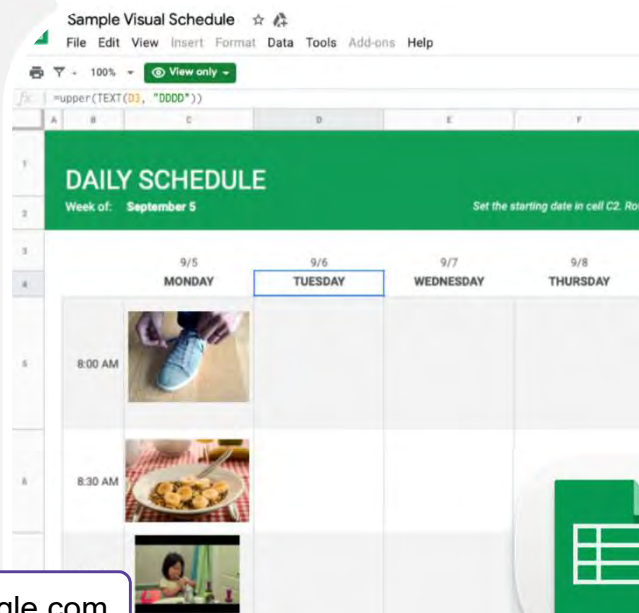 Sample Visual Schedule
File Edit View Insert Format Data Tools Add-ons Help
100% View only
fx =upper(TEXT(D3, "DDDD"))
A B C D E F
1
DAILY SCHEDULE
2 Week of: September 5 Set the starting date in cell C2.
3 9/5 9/6 9/7 9/8
4 MONDAY TUESDAY WEDNESDAY THURSDAY
5 8:00 AM
6 8:30 AM
gle.com